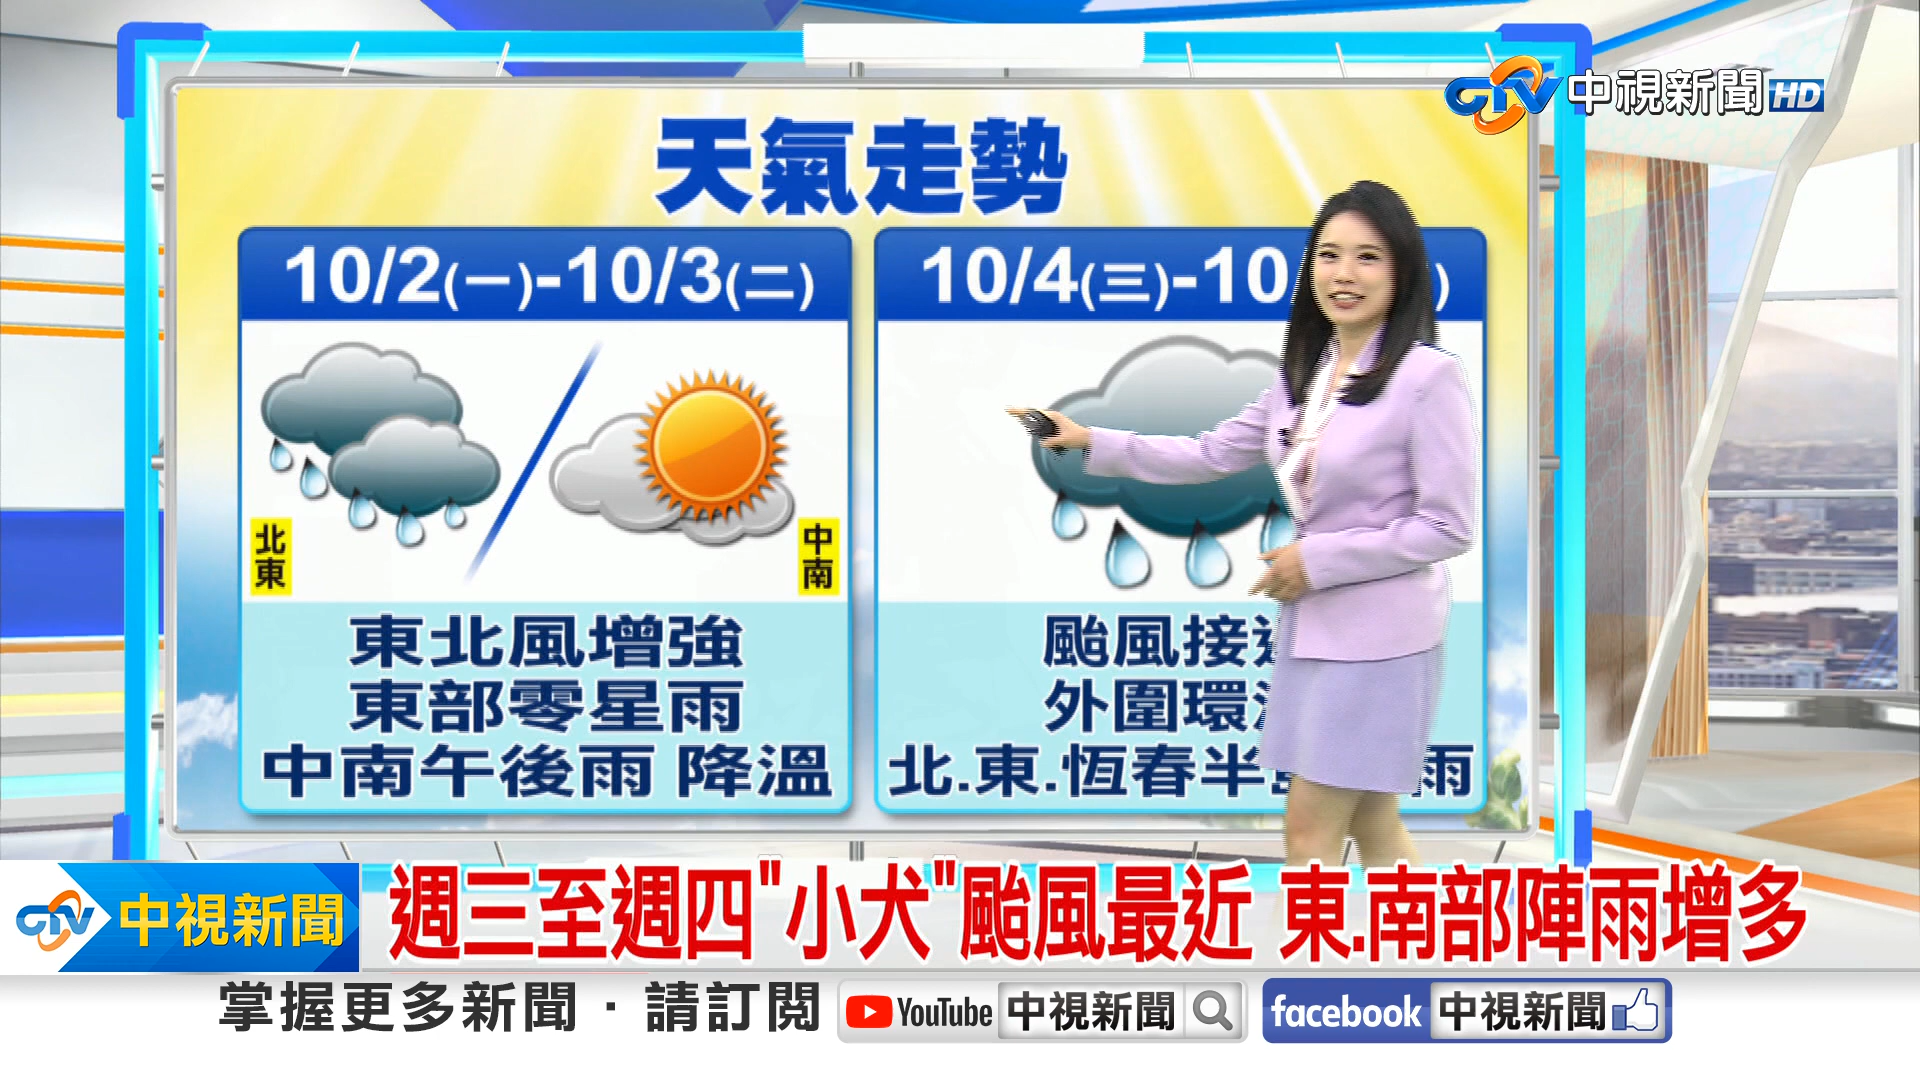 CTV 中視新聞 HD
天氣走勢
10/2(一)-10/3(二)
北東
中南
東北風增強
東部零星雨
中南午後雨 降溫
10/4(三)-10
颱風接
外圍環
北.東.恆春半 雨
CTV 中視新聞
週三至週四"小犬"颱風最近 東.南部陣雨增多
掌握更多新聞·請訂閱 YouTube 中視新聞 facebook 中視新聞